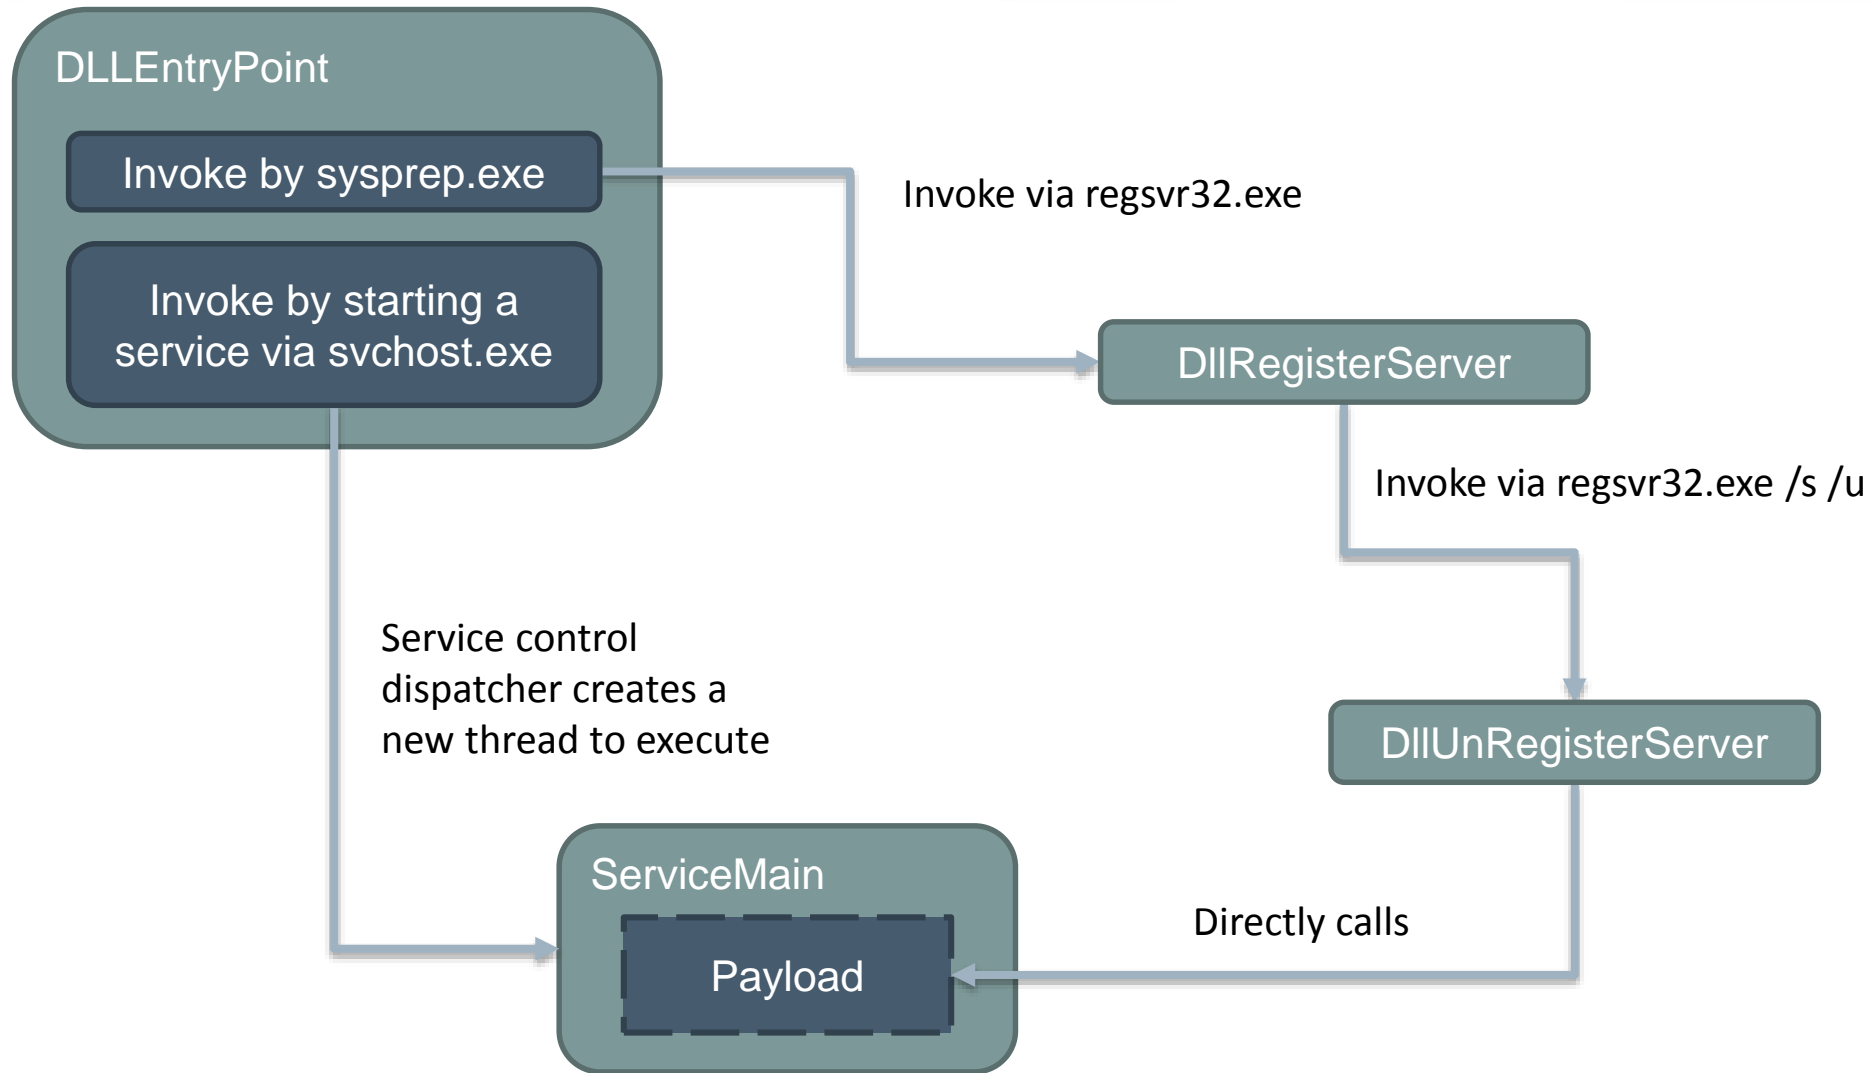 DLLEntryPoint
Invoke by sysprep.exe
Invoke via regsvr32.exe
Invoke by starting a
service via svchost.exe
DllRegisterServer
Invoke via regsvr32.exe /s /u
Service control
dispatcher creates a
new thread to execute
DllUnRegisterServer
ServiceMain
Directly calls
Payload